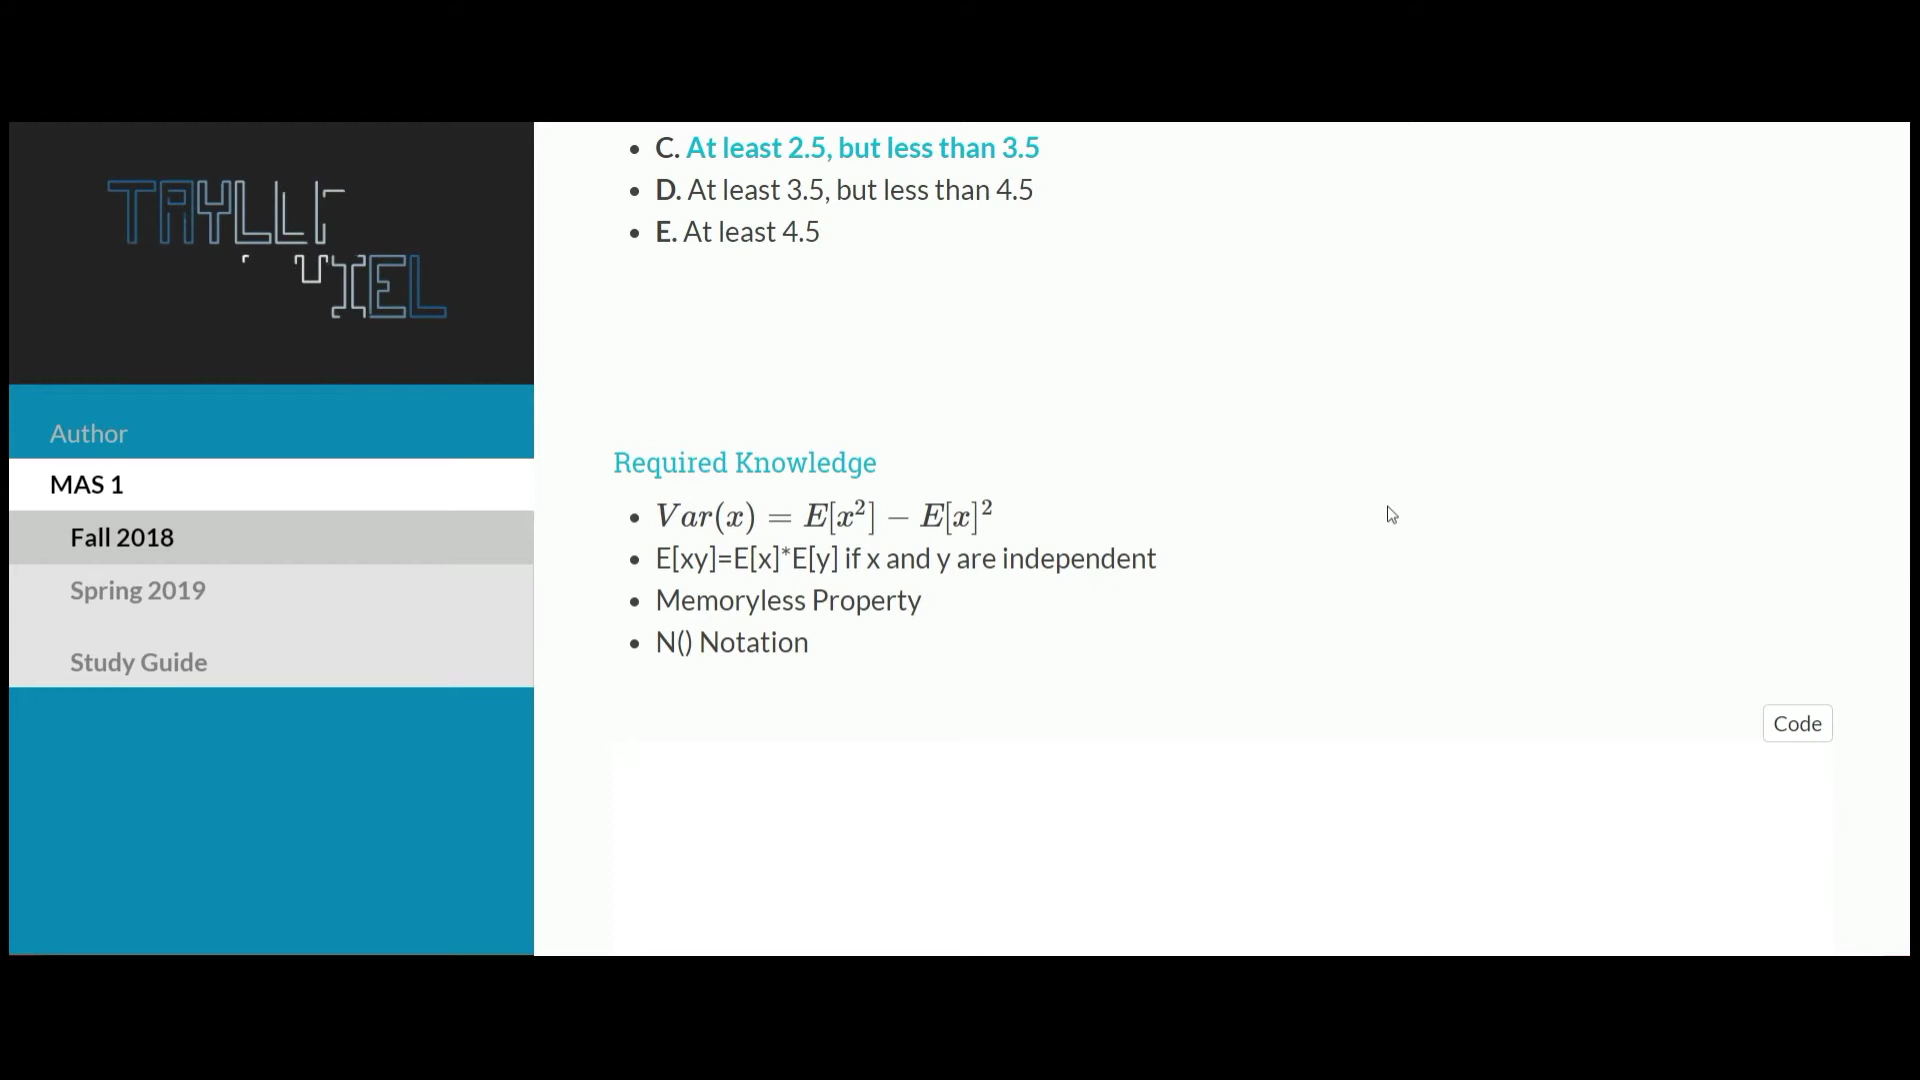 C. At least 2.5, but less than 3.5
D. At least 3.5, but less than 4.5
E. At least 4.5
Author
MAS 1
Fall 2018
Spring 2019
Study Guide
Required Knowledge
Var(x) = E[x²] − E[x]²
E[xy]=E[x]*E[y] if x and y are independent
Memoryless Property
N() Notation
Code